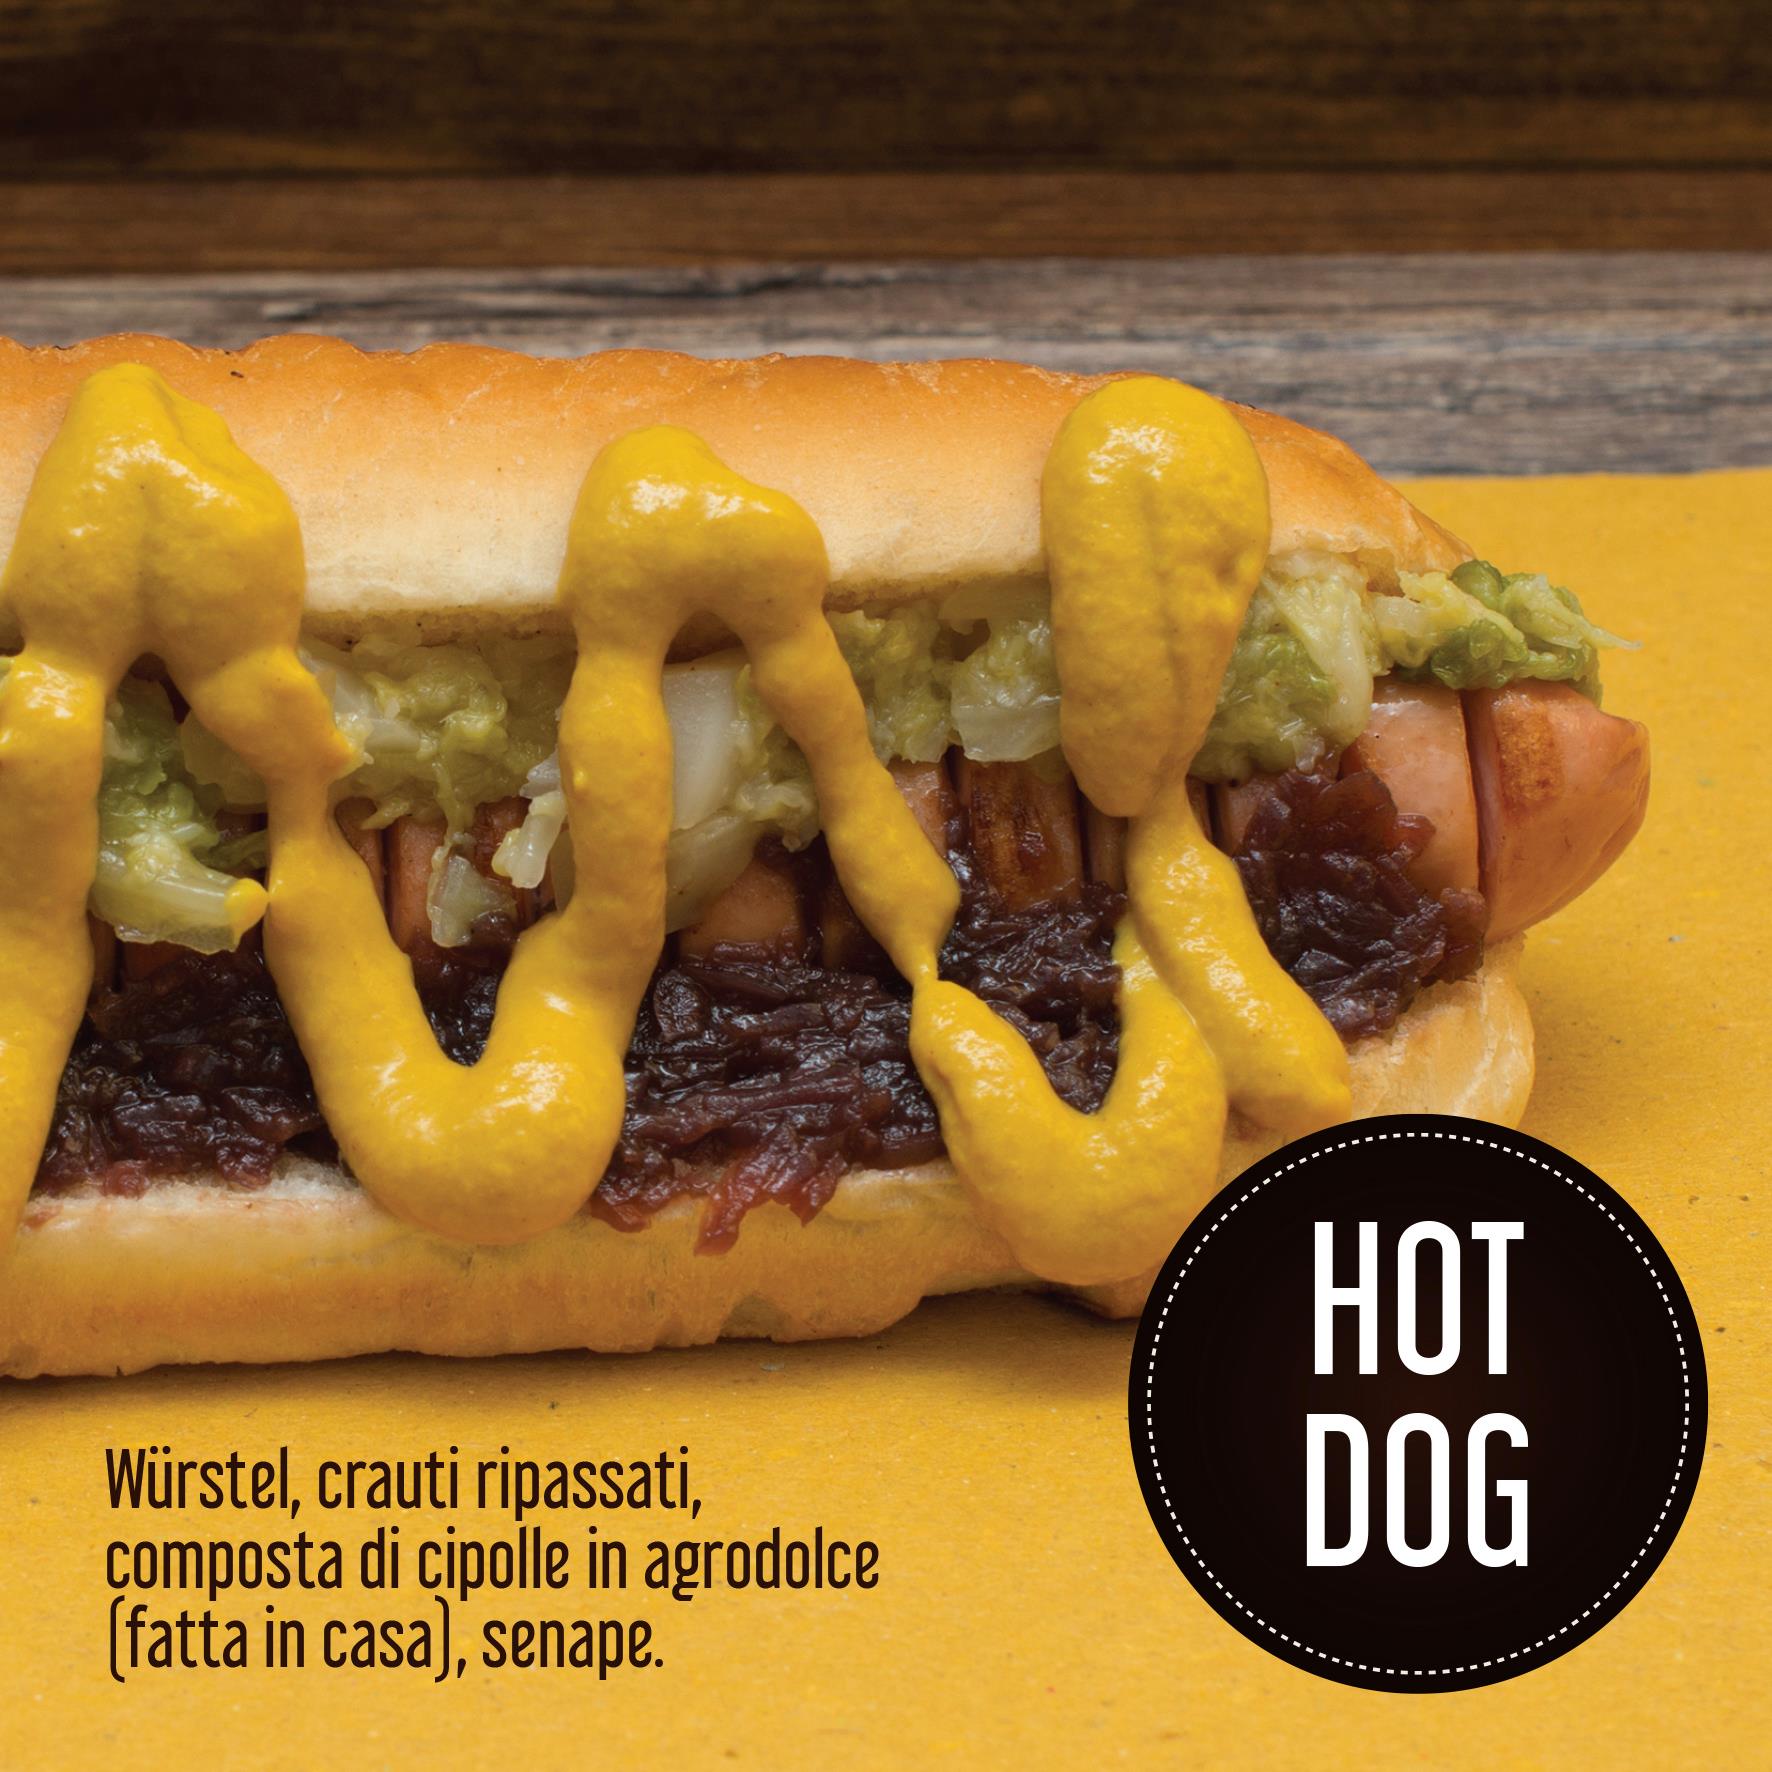 Würstel, crauti ripassati,
composta di cipolle in agrodolce
(fatta in casa), senape.
HOT
DOG